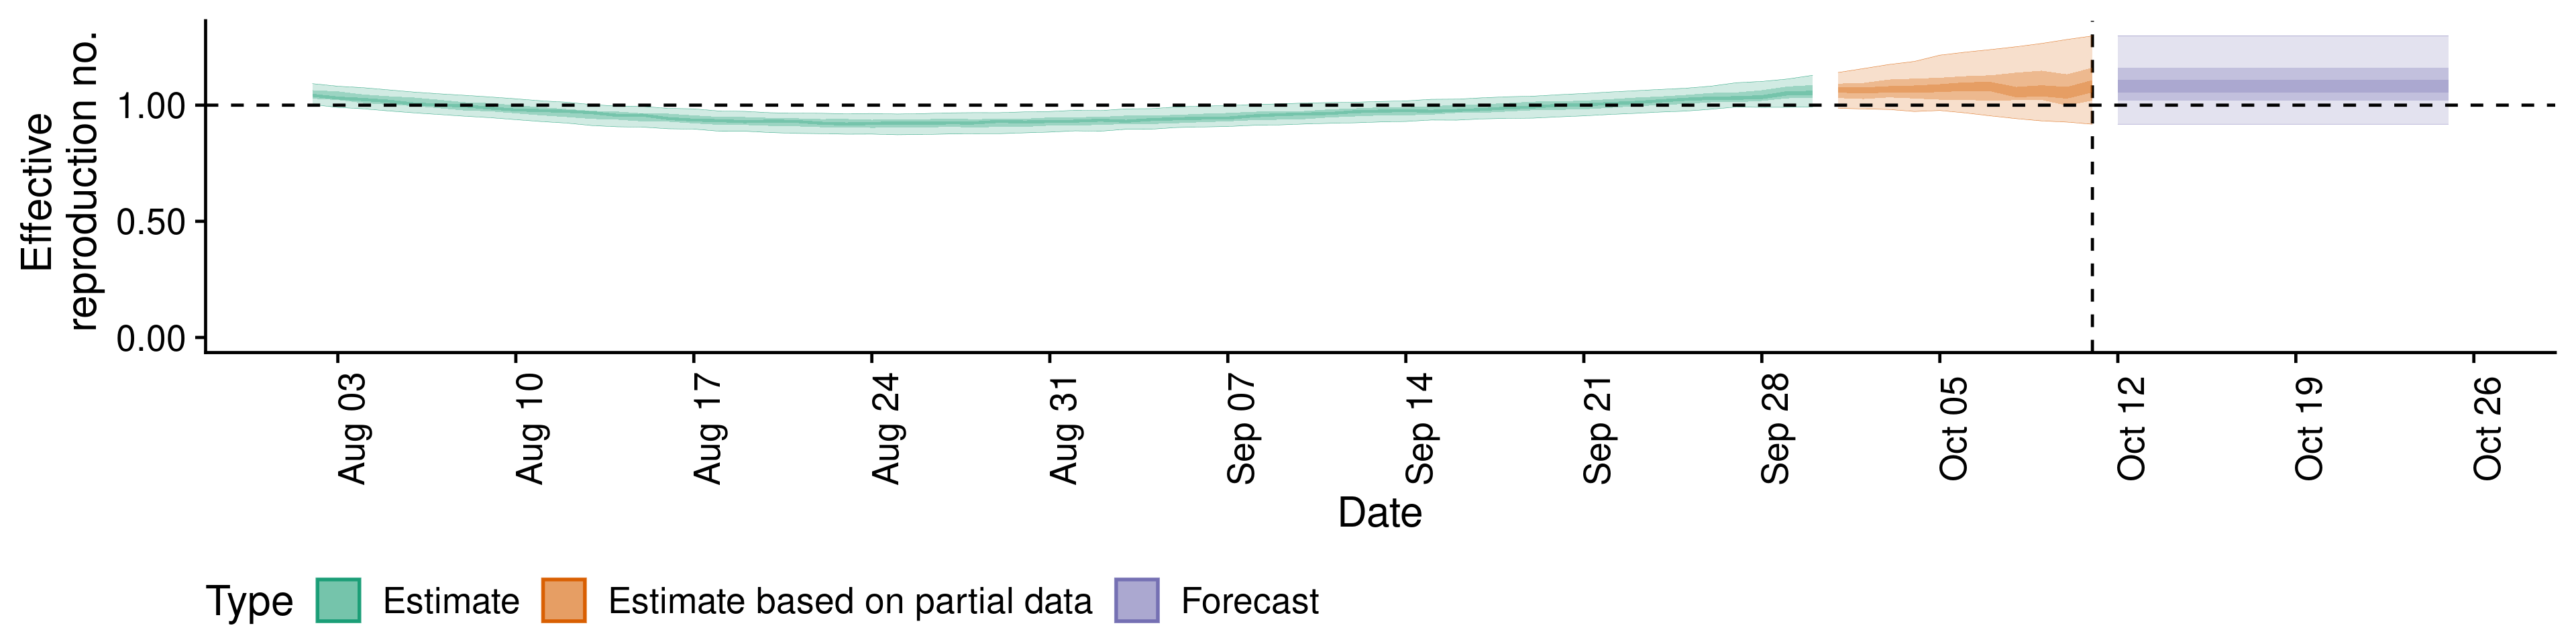 Effective
reproduction no.
1.00
0.50
0.00
Aug 03
Aug 10
Aug 17
Aug 24
Aug 31
Sep 07
Sep 14
Sep 21
Sep 28
Oct 05
Oct 12
Oct 19
Oct 26
Date
Type Estimate Estimate based on partial data Forecast